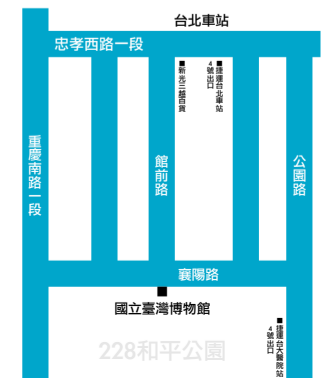 台北車站
忠孝西路一段
■新光三越百貨
■捷運台北車站
4號出口
重慶南路一段
館前路
公園路
襄陽路
國立臺灣博物館
■捷運台大醫院站
4號出口
228和平公園